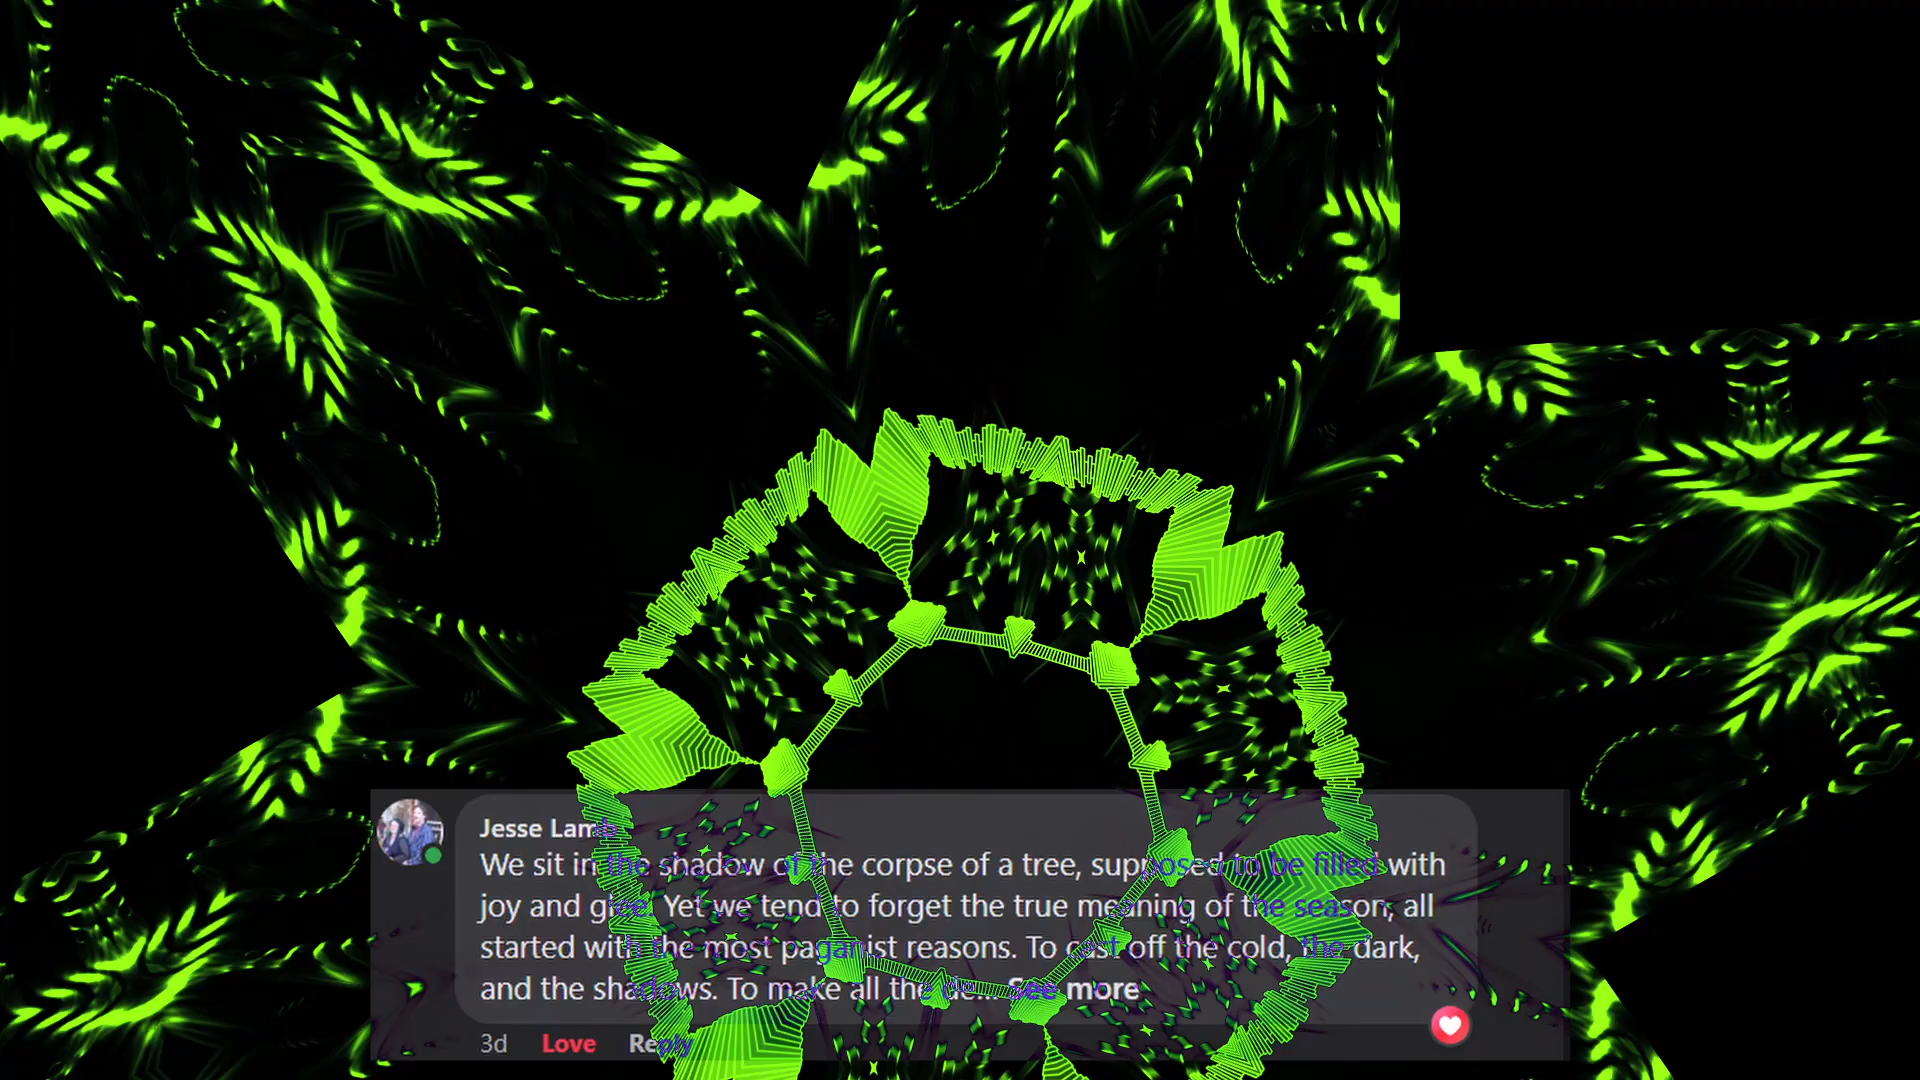 Jesse Lamb
We sit in the shadow of the corpse of a tree, supposed to be filled with
joy and glee. Yet we tend to forget the true meaning of the season, all
started with the most paganist reasons. To cast off the cold, the dark,
and the shadows. To make all the de... See more
3d Love Reply